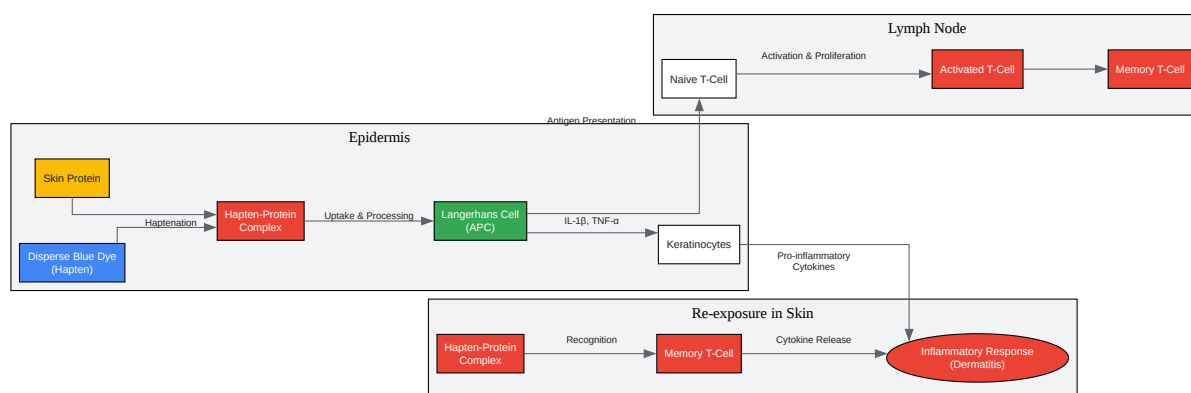 Lymph Node
Activation & Proliferation
Naive T-Cell
Activated T-Cell
Memory T-Cell
Antigen Presentation
Epidermis
Skin Protein
Haptenation
Disperse Blue Dye
(Hapten)
Hapten-Protein
Complex
Uptake & Processing
Langerhans Cell
(APC)
IL-1β, TNF-α
Keratinocytes
Pro-inflammatory
Cytokines
Re-exposure in Skin
Hapten-Protein
Complex
Recognition
Memory T-Cell
Cytokine Release
Inflammatory Response
(Dermatitis)